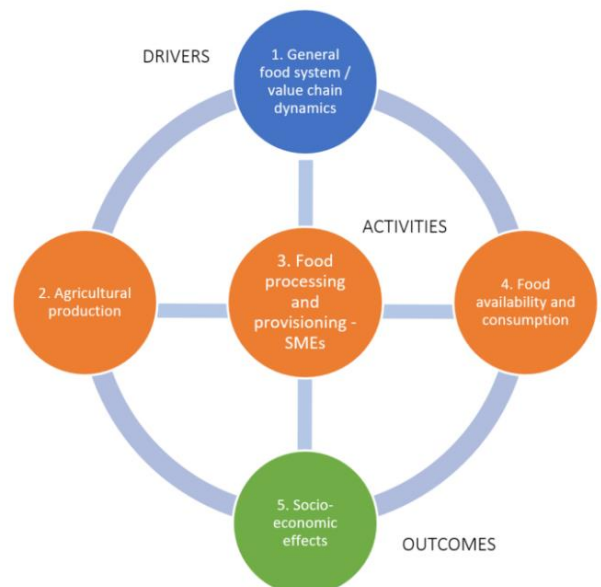 DRIVERS
1. General
food system /
value chain
dynamics
ACTIVITIES
2. Agricultural
production
3. Food
processing
and
provisioning -
SMEs
4. Food
availability and
consumption
5. Socio-
economic
effects
OUTCOMES